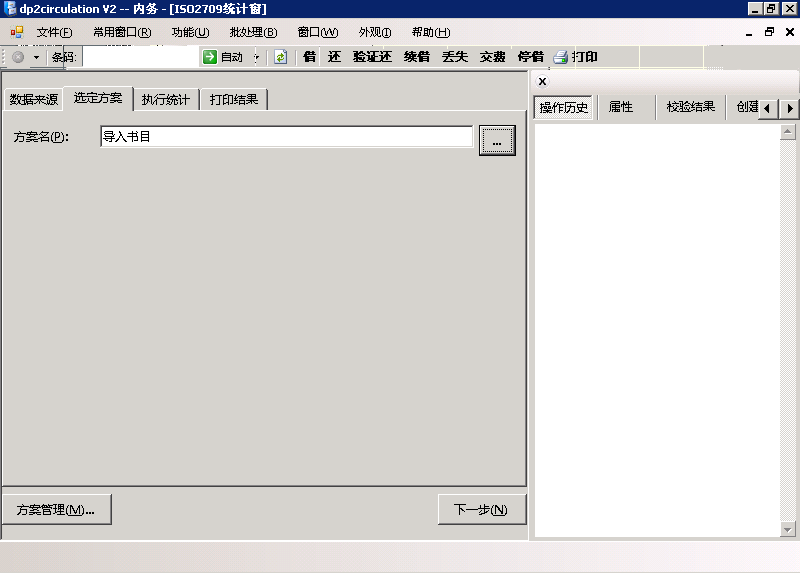 dp2circulation V2 -- 内务 - [ISO2709统计窗]
文件(F) 常用窗口(R) 功能(U) 批处理(B) 窗口(W) 外观(I) 帮助(H)
条码: 自动 借 还 验证还 续借 丢失 交费 停借 打印
数据来源 选定方案 执行统计 打印结果
操作历史 属性 校验结果 创建
方案名(P): 导入书目 ...
方案管理(M)... 下一步(N)